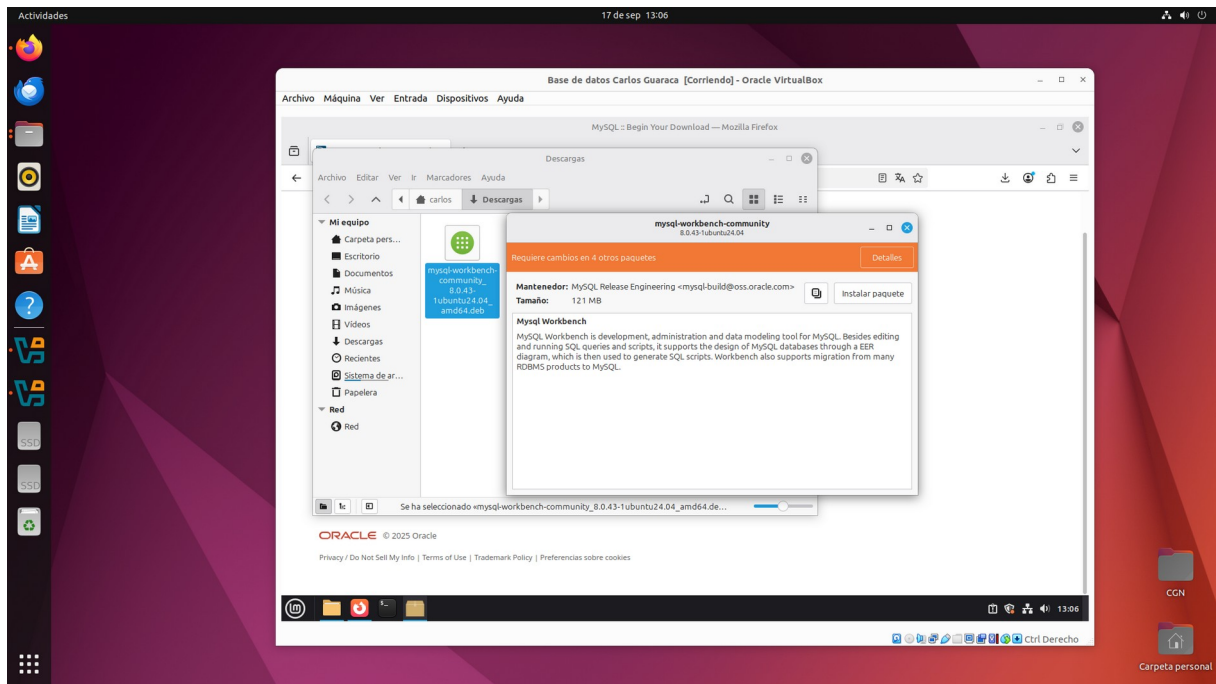 Actividades
17 de sep 13:06
Base de datos Carlos Guaraca [Corriendo] - Oracle VirtualBox
Archivo Máquina Ver Entrada Dispositivos Ayuda
MySQL :: Begin Your Download — Mozilla Firefox
Descargas
Archivo Editar Ver Ir Marcadores Ayuda
carlos Descargas
Mi equipo
Carpeta pers...
Escritorio
Documentos
Música
Imágenes
Vídeos
Descargas
Recientes
Sistema de ar...
Papelera
Red
Red
mysql-workbench-
community_
8.0.43-
1ubuntu24.04_
amd64.deb
mysql-workbench-community
8.0.43-1ubuntu24.04
Requiere cambios en 4 otros paquetes
Detalles
Mantenedor: MySQL Release Engineering <mysql-build@oss.oracle.com>
Tamaño: 121 MB
Instalar paquete
Mysql Workbench
MySQL Workbench is development, administration and data modeling tool for MySQL. Besides editing
and running SQL queries and scripts, it supports the design of MySQL databases through a EER
diagram, which is then used to generate SQL scripts. Workbench also supports migration from many
RDBMS products to MySQL.
Se ha seleccionado «mysql-workbench-community_8.0.43-1ubuntu24.04_amd64.de...
ORACLE © 2025 Oracle
Privacy / Do Not Sell My Info | Terms of Use | Trademark Policy | Preferencias sobre cookies
13:06
Ctrl Derecho
SSD
SSD
CGN
Carpeta personal